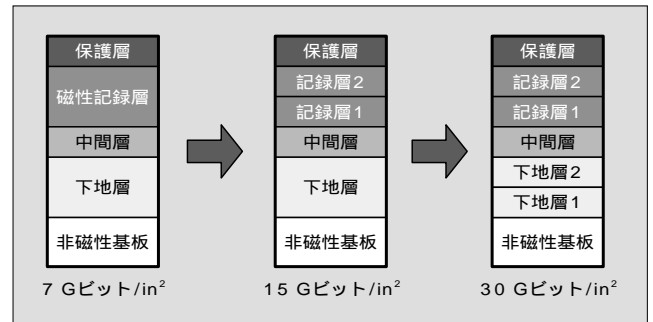 保護層
磁性記録層
中間層
下地層
非磁性基板
7 Gビット/in²
保護層
記録層2
記録層1
中間層
下地層
非磁性基板
15 Gビット/in²
保護層
記録層2
記録層1
中間層
下地層2
下地層1
非磁性基板
30 Gビット/in²